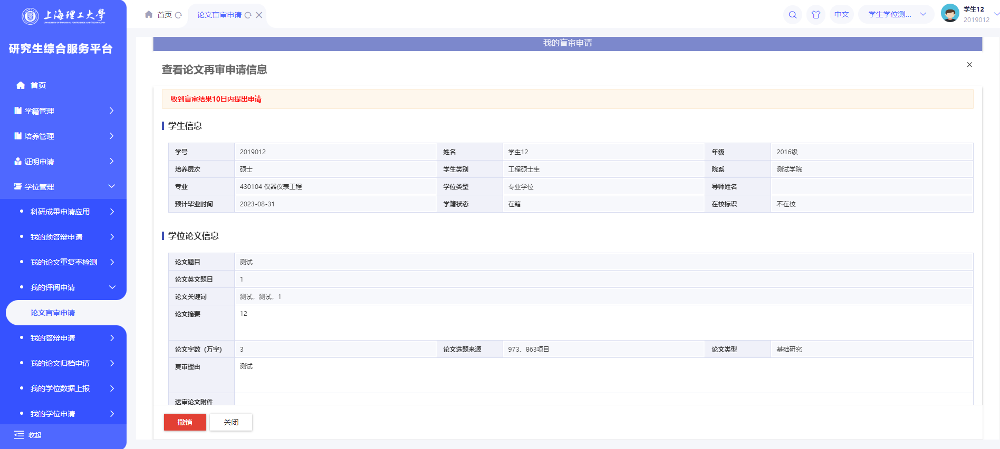 上海理工大学
UNIVERSITY OF SHANGHAI FOR SCIENCE AND TECHNOLOGY
研究生综合服务平台
首页
学籍管理
培养管理
证明申请
学位管理
科研成果申请应用
我的预答辩申请
我的论文重复率检测
我的评阅申请
论文盲审申请
我的答辩申请
我的论文归档申请
我的学位数据上报
我的学位申请
收起
首页 论文盲审申请 中文 学生学位测... 学生12
2019012
我的盲审申请
查看论文再审申请信息
收到盲审结果10日内提出申请
学生信息
学号 2019012 姓名 学生12 年级 2016级
培养层次 硕士 学生类别 工程硕士生 院系 测试学院
专业 430104 仪器仪表工程 学位类型 专业学位 导师姓名
预计毕业时间 2023-08-31 学籍状态 在籍 在校标识 不在校
学位论文信息
论文题目 测试
论文英文题目 1
论文关键词 测试，测试，1
论文摘要 12
论文字数（万字） 3 论文选题来源 973、863项目 论文类型 基础研究
复审理由 测试
送审论文附件
撤销 关闭